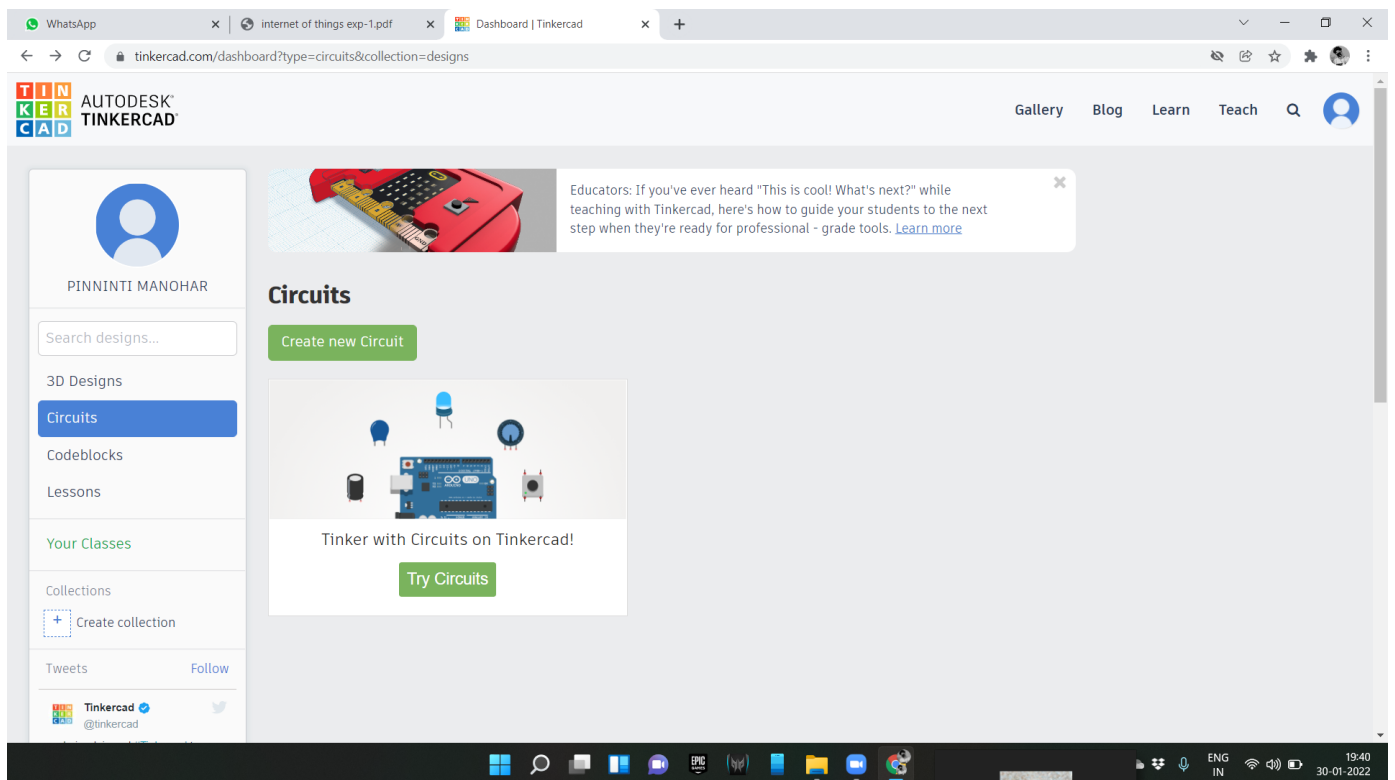 WhatsApp
internet of things exp-1.pdf
Dashboard | Tinkercad
tinkercad.com/dashboard?type=circuits&collection=designs
TIN
KER
CAD
AUTODESK
TINKERCAD
Gallery
Blog
Learn
Teach
PINNINTI MANOHAR
Search designs...
3D Designs
Circuits
Codeblocks
Lessons
Your Classes
Collections
+ Create collection
Tweets
Follow
Tinkercad
@tinkercad
Educators: If you've ever heard "This is cool! What's next?" while
teaching with Tinkercad, here's how to guide your students to the next
step when they're ready for professional - grade tools. Learn more
Circuits
Create new Circuit
UNO
Tinker with Circuits on Tinkercad!
Try Circuits
EPIC
GAMES
ENG
IN
19:40
30-01-2022